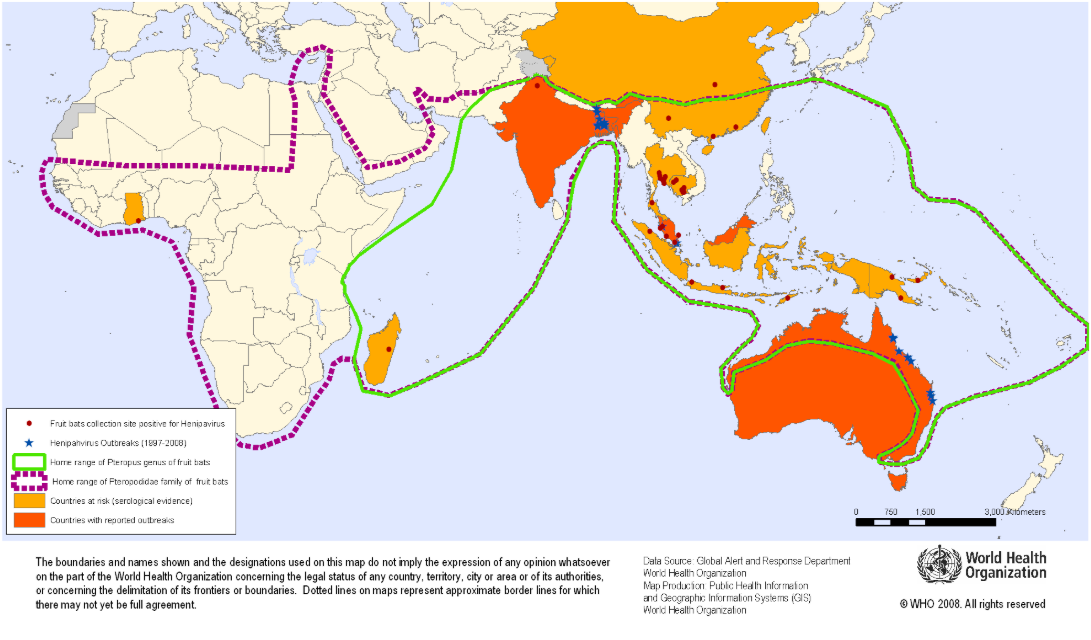 Fruit bats collection site positive for Henipavirus
Henipahvirus Outbreaks (1997-2008)
Home range of Pteropus genus of fruit bats
Home range of Pteropodidae family of fruit bats
Countries at risk (serological evidence)
Countries with reported outbreaks
0 750 1,500 3,000 Kilometers
The boundaries and names shown and the designations used on this map do not imply the expression of any opinion whatsoever
on the part of the World Health Organization concerning the legal status of any country, territory, city or area or of its authorities,
or concerning the delimitation of its frontiers or boundaries. Dotted lines on maps represent approximate border lines for which
there may not yet be full agreement.
Data Source: Global Alert and Response Department
World Health Organization
Map Production: Public Health Information
and Geographic Information Systems (GIS)
World Health Organization
World Health
Organization
© WHO 2008. All rights reserved